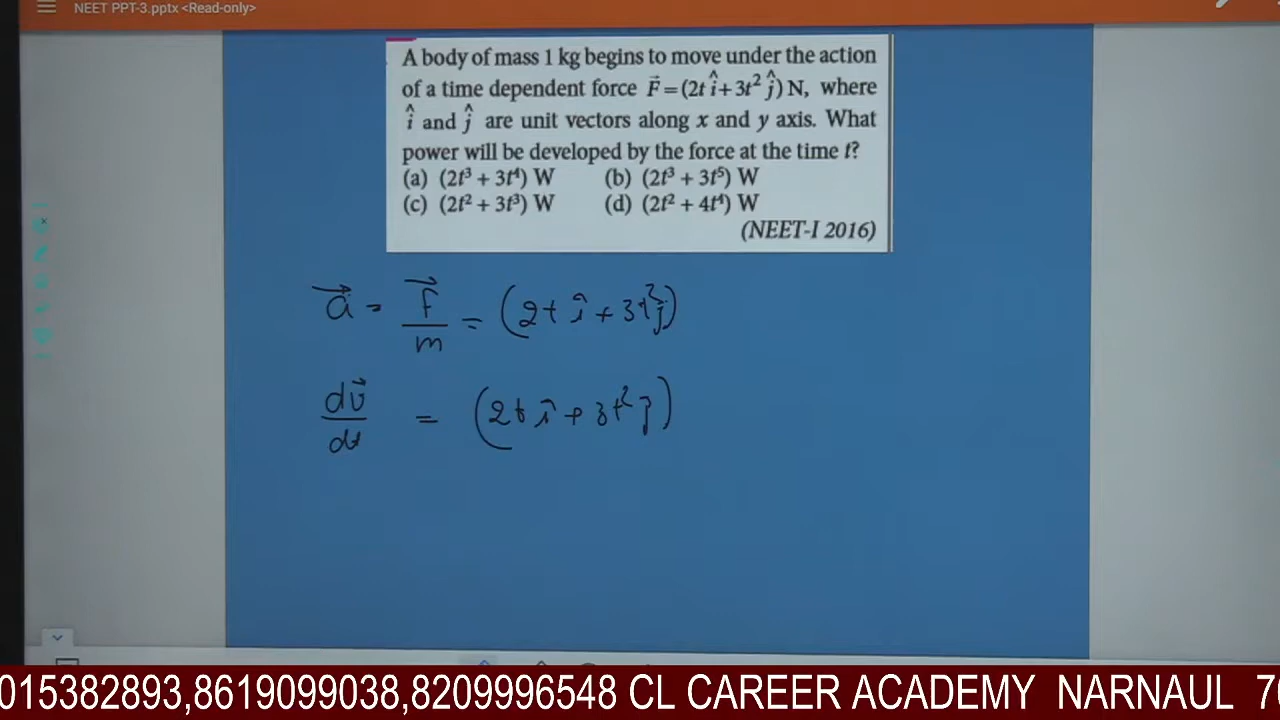 NEET PPT-3.pptx <Read-only>
A body of mass 1 kg begins to move under the action
of a time dependent force F⃗=(2t î+3t² ĵ) N, where
î and ĵ are unit vectors along x and y axis. What
power will be developed by the force at the time t?
(a) (2t³ + 3t⁴) W (b) (2t³ + 3t⁵) W
(c) (2t² + 3t³) W (d) (2t² + 4t⁴) W
(NEET-I 2016)
a⃗ = F⃗/m = (2t î + 3t² ĵ)
dv⃗/dt = (2t î + 3t² ĵ)
015382893,8619099038,8209996548 CL CAREER ACADEMY NARNAUL 70